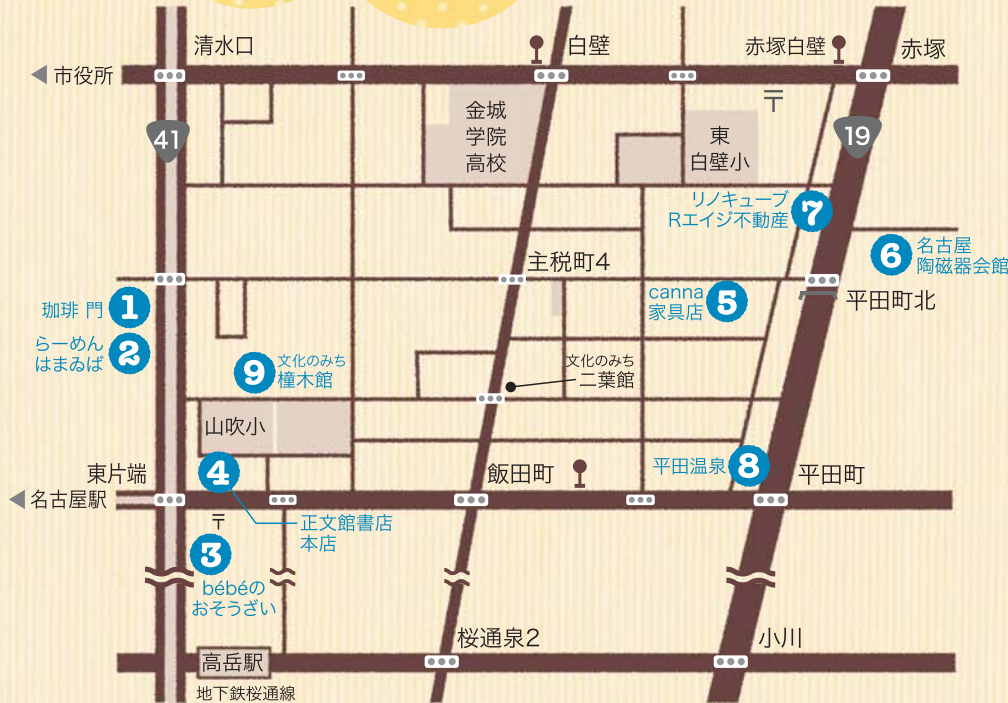 清水口
白壁
赤塚白壁
赤塚
市役所
41
金城
学院
高校
〒
東
白壁小
19
リノキューブ
Rエイジ不動産
7
6
名古屋
陶磁器会館
主税町4
珈琲 門
1
canna
家具店
5
平田町北
らーめん
はまゐば
2
9
文化のみち
橦木館
文化のみち
二葉館
山吹小
東片端
4
飯田町
平田温泉
8
平田町
名古屋駅
〒
正文館書店
本店
3
bébéの
おそうざい
桜通泉2
小川
高岳駅
地下鉄桜通線